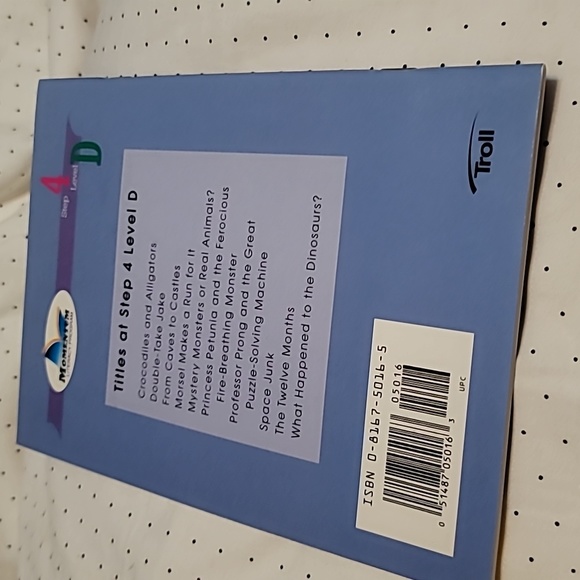 MOMENTUM
LITERACY PROGRAM
Step 4
Level D
Titles at Step 4 Level D
Crocodiles and Alligators
Double-Take Jake
From Caves to Castles
Morsel Makes a Run for It
Mystery Monsters or Real Animals?
Princess Petunia and the Ferocious
Fire-Breathing Monster
Professor Prong and the Great
Puzzle-Solving Machine
Space Junk
The Twelve Months
What Happened to the Dinosaurs?
Troll
ISBN 0-8167-5016-5
05016
0 51487 05016 3
UPC